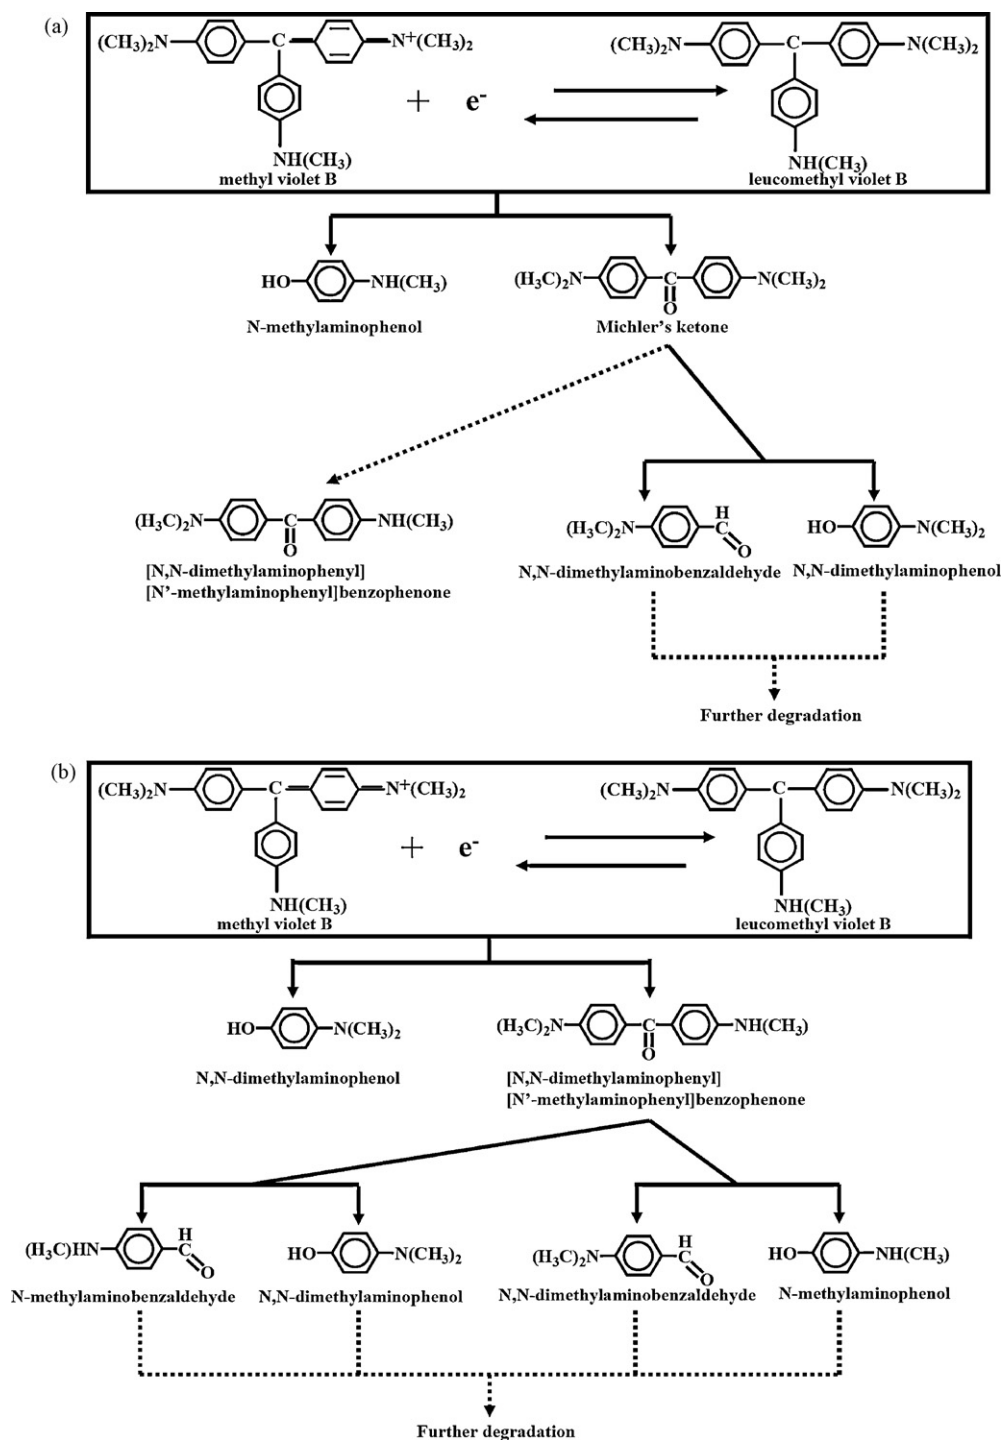 (a)
(CH₃)₂N C N⁺(CH₃)₂ (CH₃)₂N C N(CH₃)₂
+ e⁻
NH(CH₃) NH(CH₃)
methyl violet B leucomethyl violet B
HO NH(CH₃) (H₃C)₂N C N(CH₃)₂
O
N-methylaminophenol Michler's ketone
(H₃C)₂N C NH(CH₃) (H₃C)₂N H C O HO N(CH₃)₂
O
[N,N-dimethylaminophenyl]
[N'-methylaminophenyl]benzophenone
N,N-dimethylaminobenzaldehyde N,N-dimethylaminophenol
Further degradation
(b)
(CH₃)₂N C N⁺(CH₃)₂ (CH₃)₂N C N(CH₃)₂
+ e⁻
NH(CH₃) NH(CH₃)
methyl violet B leucomethyl violet B
HO N(CH₃)₂ (H₃C)₂N C NH(CH₃)
O
N,N-dimethylaminophenol
[N,N-dimethylaminophenyl]
[N'-methylaminophenyl]benzophenone
(H₃C)HN H C O HO N(CH₃)₂ (H₃C)₂N H C O HO NH(CH₃)
N-methylaminobenzaldehyde N,N-dimethylaminophenol N,N-dimethylaminobenzaldehyde N-methylaminophenol
Further degradation